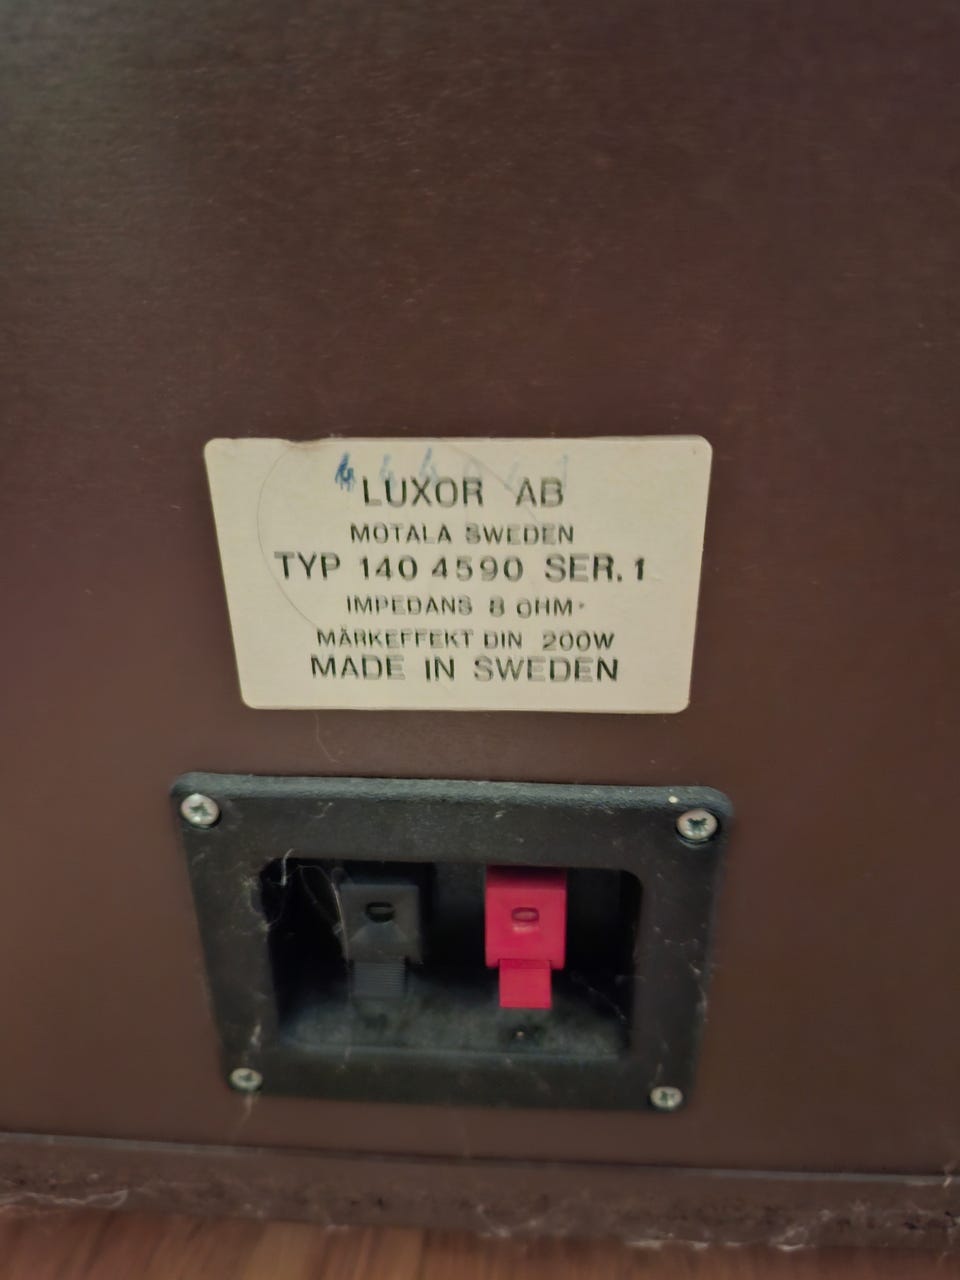 LUXOR AB
MOTALA SWEDEN
TYP 140 4590 SER. 1
IMPEDANS 8 OHM
MÄRKEFFEKT DIN 200W
MADE IN SWEDEN